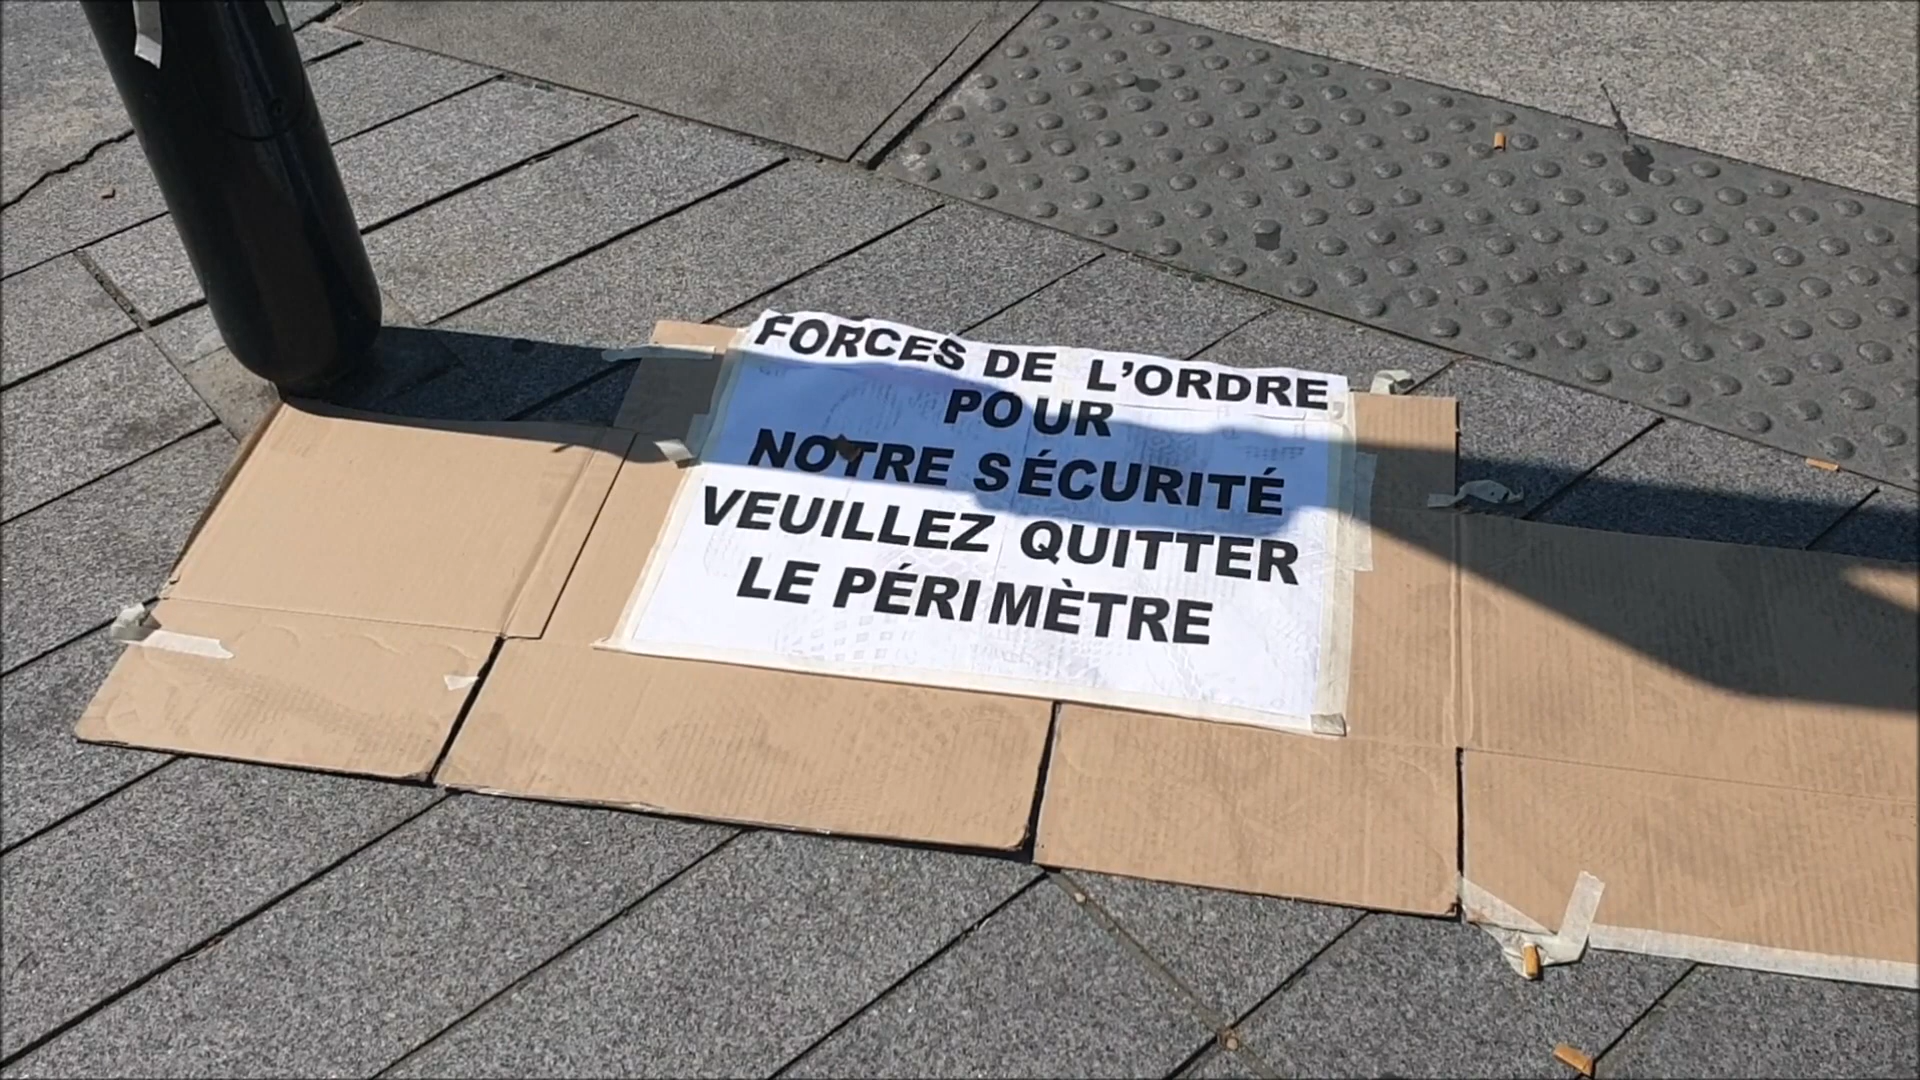 FORCES DE L'ORDRE
POUR
NOTRE SÉCURITÉ
VEUILLEZ QUITTER
LE PÉRIMÈTRE